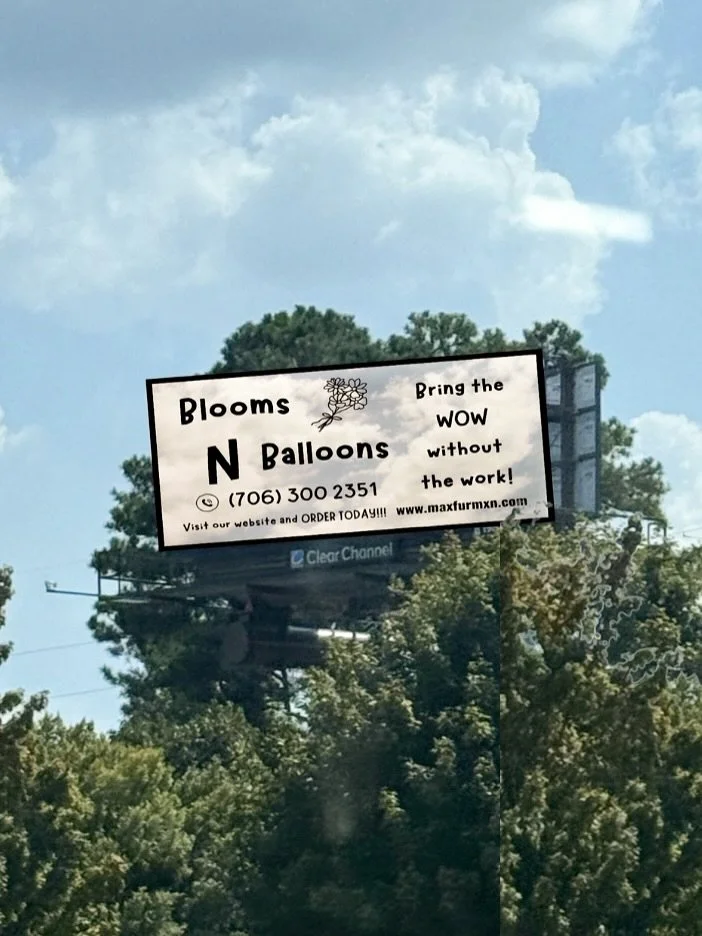 Blooms
N Balloons
(706) 300 2351
Visit our website and ORDER TODAY!!!
Bring the
WOW
without
the work!
www.maxfurmxn.com
Clear Channel